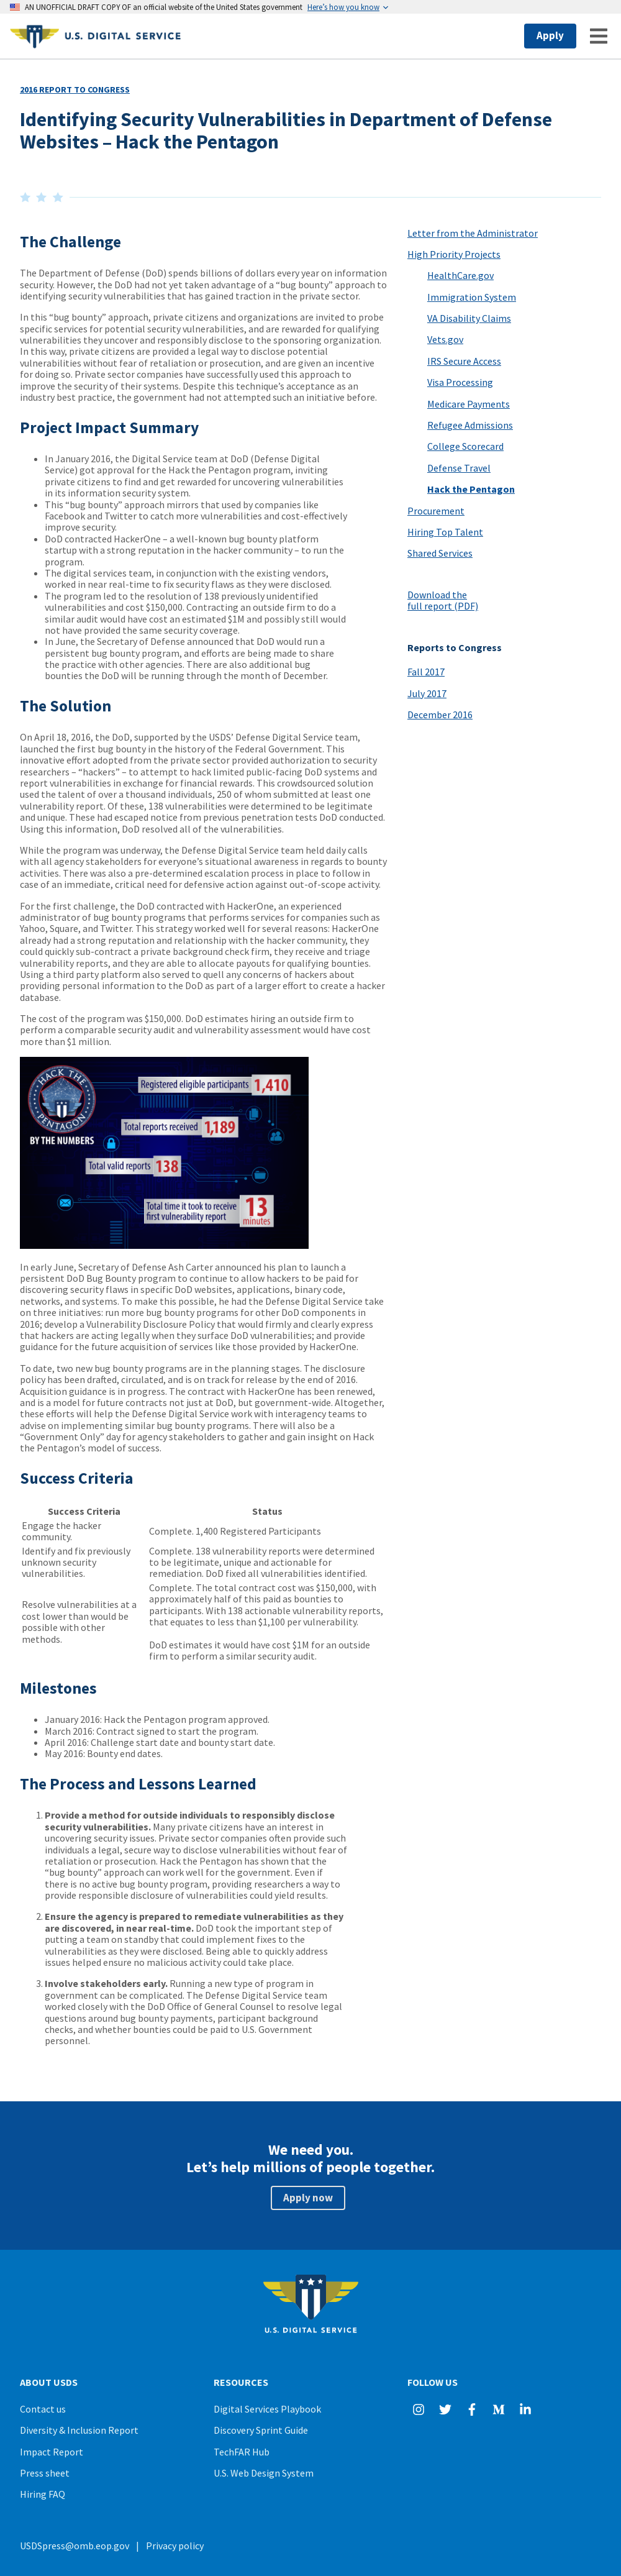 AN UNOFFICIAL DRAFT COPY OF an official website of the United States government Here’s how you know
U.S. DIGITAL SERVICE
Apply
2016 REPORT TO CONGRESS
Identifying Security Vulnerabilities in Department of Defense
Websites – Hack the Pentagon
The Challenge
The Department of Defense (DoD) spends billions of dollars every year on information
security. However, the DoD had not yet taken advantage of a “bug bounty” approach to
identifying security vulnerabilities that has gained traction in the private sector.
In this “bug bounty” approach, private citizens and organizations are invited to probe
specific services for potential security vulnerabilities, and are rewarded for qualifying
vulnerabilities they uncover and responsibly disclose to the sponsoring organization.
In this way, private citizens are provided a legal way to disclose potential
vulnerabilities without fear of retaliation or prosecution, and are given an incentive
for doing so. Private sector companies have successfully used this approach to
improve the security of their systems. Despite this technique’s acceptance as an
industry best practice, the government had not attempted such an initiative before.
Project Impact Summary
• In January 2016, the Digital Service team at DoD (Defense Digital
Service) got approval for the Hack the Pentagon program, inviting
private citizens to find and get rewarded for uncovering vulnerabilities
in its information security system.
• This “bug bounty” approach mirrors that used by companies like
Facebook and Twitter to catch more vulnerabilities and cost-effectively
improve security.
• DoD contracted HackerOne – a well-known bug bounty platform
startup with a strong reputation in the hacker community – to run the
program.
• The digital services team, in conjunction with the existing vendors,
worked in near real-time to fix security flaws as they were disclosed.
• The program led to the resolution of 138 previously unidentified
vulnerabilities and cost $150,000. Contracting an outside firm to do a
similar audit would have cost an estimated $1M and possibly still would
not have provided the same security coverage.
• In June, the Secretary of Defense announced that DoD would run a
persistent bug bounty program, and efforts are being made to share
the practice with other agencies. There are also additional bug
bounties the DoD will be running through the month of December.
The Solution
On April 18, 2016, the DoD, supported by the USDS’ Defense Digital Service team,
launched the first bug bounty in the history of the Federal Government. This
innovative effort adopted from the private sector provided authorization to security
researchers – “hackers” – to attempt to hack limited public-facing DoD systems and
report vulnerabilities in exchange for financial rewards. This crowdsourced solution
used the talent of over a thousand individuals, 250 of whom submitted at least one
vulnerability report. Of these, 138 vulnerabilities were determined to be legitimate
and unique. These had escaped notice from previous penetration tests DoD conducted.
Using this information, DoD resolved all of the vulnerabilities.
While the program was underway, the Defense Digital Service team held daily calls
with all agency stakeholders for everyone’s situational awareness in regards to bounty
activities. There was also a pre-determined escalation process in place to follow in
case of an immediate, critical need for defensive action against out-of-scope activity.
For the first challenge, the DoD contracted with HackerOne, an experienced
administrator of bug bounty programs that performs services for companies such as
Yahoo, Square, and Twitter. This strategy worked well for several reasons: HackerOne
already had a strong reputation and relationship with the hacker community, they
could quickly sub-contract a private background check firm, they receive and triage
vulnerability reports, and they are able to allocate payouts for qualifying bounties.
Using a third party platform also served to quell any concerns of hackers about
providing personal information to the DoD as part of a larger effort to create a hacker
database.
The cost of the program was $150,000. DoD estimates hiring an outside firm to
perform a comparable security audit and vulnerability assessment would have cost
more than $1 million.
HACK THE PENTAGON
BY THE NUMBERS
Registered eligible participants 1,410
Total reports received 1,189
Total valid reports 138
Total time it took to receive
first vulnerability report
13 minutes
In early June, Secretary of Defense Ash Carter announced his plan to launch a
persistent DoD Bug Bounty program to continue to allow hackers to be paid for
discovering security flaws in specific DoD websites, applications, binary code,
networks, and systems. To make this possible, he had the Defense Digital Service take
on three initiatives: run more bug bounty programs for other DoD components in
2016; develop a Vulnerability Disclosure Policy that would firmly and clearly express
that hackers are acting legally when they surface DoD vulnerabilities; and provide
guidance for the future acquisition of services like those provided by HackerOne.
To date, two new bug bounty programs are in the planning stages. The disclosure
policy has been drafted, circulated, and is on track for release by the end of 2016.
Acquisition guidance is in progress. The contract with HackerOne has been renewed,
and is a model for future contracts not just at DoD, but government-wide. Altogether,
these efforts will help the Defense Digital Service work with interagency teams to
advise on implementing similar bug bounty programs. There will also be a
“Government Only” day for agency stakeholders to gather and gain insight on Hack
the Pentagon’s model of success.
Success Criteria
Success Criteria Status
Engage the hacker
community.
Complete. 1,400 Registered Participants
Identify and fix previously
unknown security
vulnerabilities.
Complete. 138 vulnerability reports were determined
to be legitimate, unique and actionable for
remediation. DoD fixed all vulnerabilities identified.
Resolve vulnerabilities at a
cost lower than would be
possible with other
methods.
Complete. The total contract cost was $150,000, with
approximately half of this paid as bounties to
participants. With 138 actionable vulnerability reports,
that equates to less than $1,100 per vulnerability.
DoD estimates it would have cost $1M for an outside
firm to perform a similar security audit.
Milestones
• January 2016: Hack the Pentagon program approved.
• March 2016: Contract signed to start the program.
• April 2016: Challenge start date and bounty start date.
• May 2016: Bounty end dates.
The Process and Lessons Learned
1. Provide a method for outside individuals to responsibly disclose
security vulnerabilities. Many private citizens have an interest in
uncovering security issues. Private sector companies often provide such
individuals a legal, secure way to disclose vulnerabilities without fear of
retaliation or prosecution. Hack the Pentagon has shown that the
“bug bounty” approach can work well for the government. Even if
there is no active bug bounty program, providing researchers a way to
provide responsible disclosure of vulnerabilities could yield results.
2. Ensure the agency is prepared to remediate vulnerabilities as they
are discovered, in near real-time. DoD took the important step of
putting a team on standby that could implement fixes to the
vulnerabilities as they were disclosed. Being able to quickly address
issues helped ensure no malicious activity could take place.
3. Involve stakeholders early. Running a new type of program in
government can be complicated. The Defense Digital Service team
worked closely with the DoD Office of General Counsel to resolve legal
questions around bug bounty payments, participant background
checks, and whether bounties could be paid to U.S. Government
personnel.
Letter from the Administrator
High Priority Projects
HealthCare.gov
Immigration System
VA Disability Claims
Vets.gov
IRS Secure Access
Visa Processing
Medicare Payments
Refugee Admissions
College Scorecard
Defense Travel
Hack the Pentagon
Procurement
Hiring Top Talent
Shared Services
Download the
full report (PDF)
Reports to Congress
Fall 2017
July 2017
December 2016
We need you.
Let’s help millions of people together.
Apply now
U.S. DIGITAL SERVICE
ABOUT USDS
Contact us
Diversity & Inclusion Report
Impact Report
Press sheet
Hiring FAQ
RESOURCES
Digital Services Playbook
Discovery Sprint Guide
TechFAR Hub
U.S. Web Design System
FOLLOW US
USDSpress@omb.eop.gov | Privacy policy